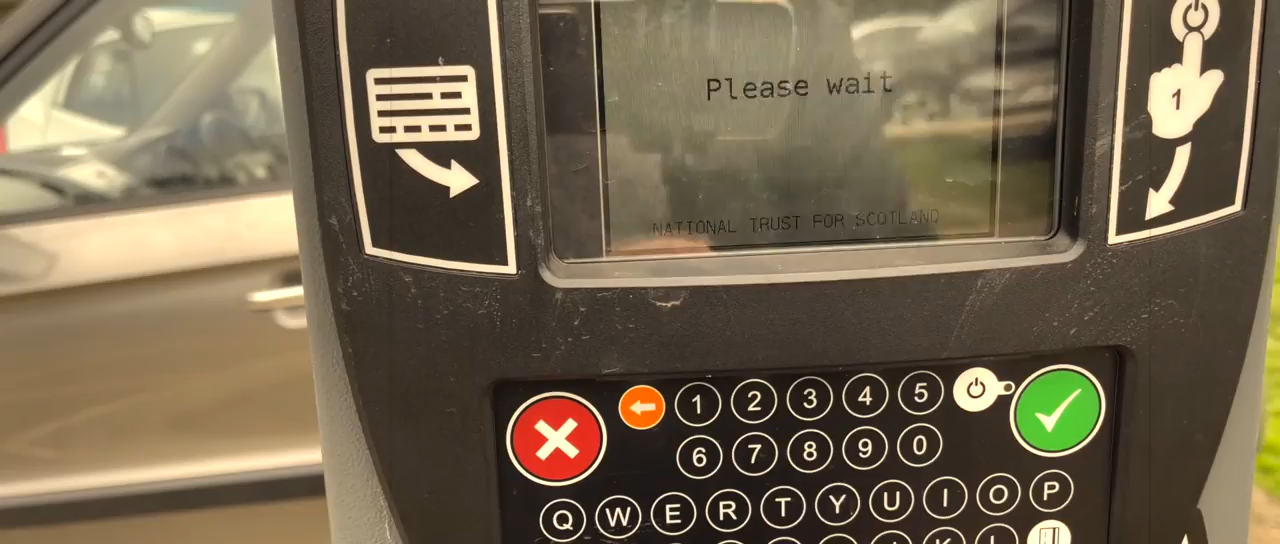 1
Please wait
NATIONAL TRUST FOR SCOTLAND
1 2 3 4 5
6 7 8 9 0
Q W E R T Y U I O P
K L